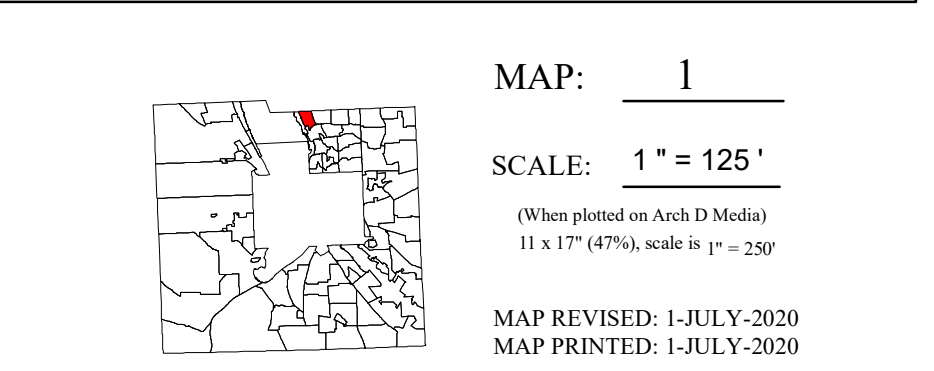 MAP: 1
SCALE: 1 " = 125 '
(When plotted on Arch D Media)
11 x 17" (47%), scale is 1" = 250'
MAP REVISED: 1-JULY-2020
MAP PRINTED: 1-JULY-2020